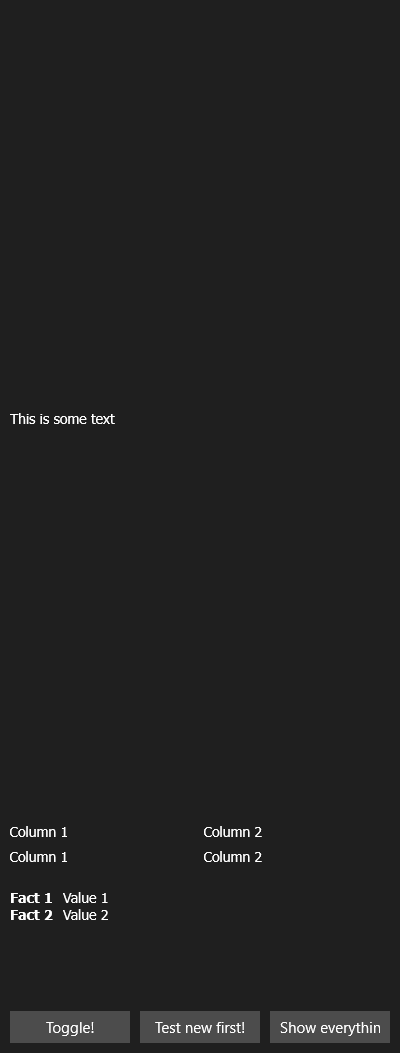 This is some text
Column 1 Column 2
Column 1 Column 2
Fact 1 Value 1
Fact 2 Value 2
Toggle! Test new first! Show everythin